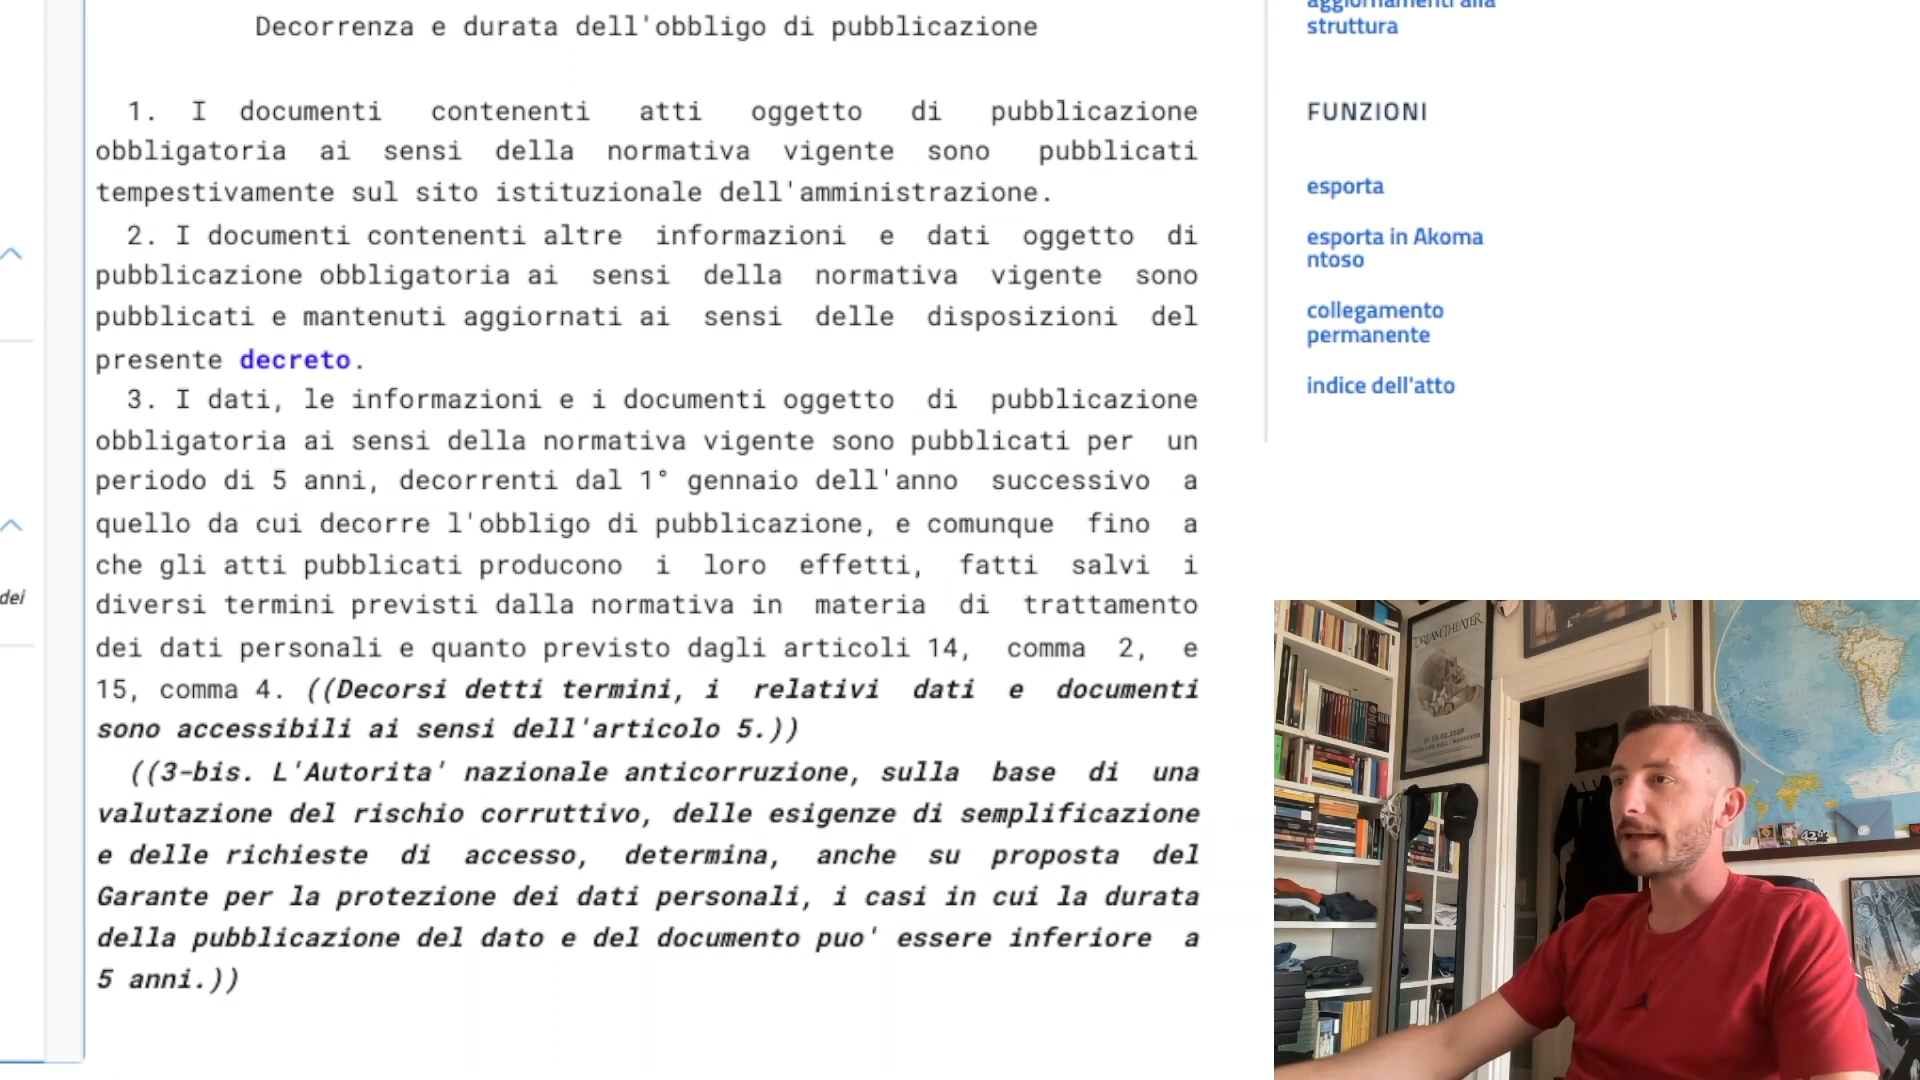 Decorrenza e durata dell'obbligo di pubblicazione
1. I documenti contenenti atti oggetto di pubblicazione
obbligatoria ai sensi della normativa vigente sono pubblicati
tempestivamente sul sito istituzionale dell'amministrazione.
2. I documenti contenenti altre informazioni e dati oggetto di
pubblicazione obbligatoria ai sensi della normativa vigente sono
pubblicati e mantenuti aggiornati ai sensi delle disposizioni del
presente decreto.
3. I dati, le informazioni e i documenti oggetto di pubblicazione
obbligatoria ai sensi della normativa vigente sono pubblicati per un
periodo di 5 anni, decorrenti dal 1° gennaio dell'anno successivo a
quello da cui decorre l'obbligo di pubblicazione, e comunque fino a
che gli atti pubblicati producono i loro effetti, fatti salvi i
diversi termini previsti dalla normativa in materia di trattamento
dei dati personali e quanto previsto dagli articoli 14, comma 2, e
15, comma 4. ((Decorsi detti termini, i relativi dati e documenti
sono accessibili ai sensi dell'articolo 5.))
((3-bis. L'Autorita' nazionale anticorruzione, sulla base di una
valutazione del rischio corruttivo, delle esigenze di semplificazione
e delle richieste di accesso, determina, anche su proposta del
Garante per la protezione dei dati personali, i casi in cui la durata
della pubblicazione del dato e del documento puo' essere inferiore a
5 anni.))
dei
aggiornamenti alla
struttura
FUNZIONI
esporta
esporta in Akoma
ntoso
collegamento
permanente
indice dell'atto
DREAM THEATER